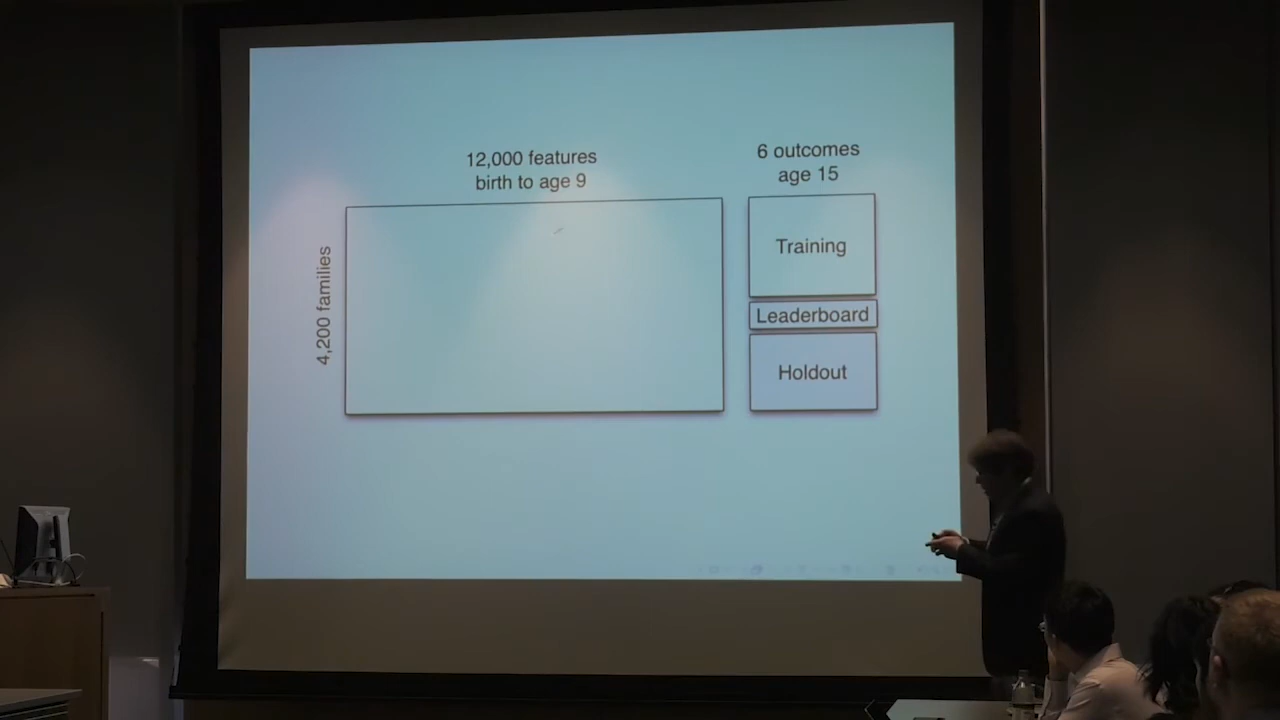 12,000 features
birth to age 9
6 outcomes
age 15
4,200 families
Training
Leaderboard
Holdout